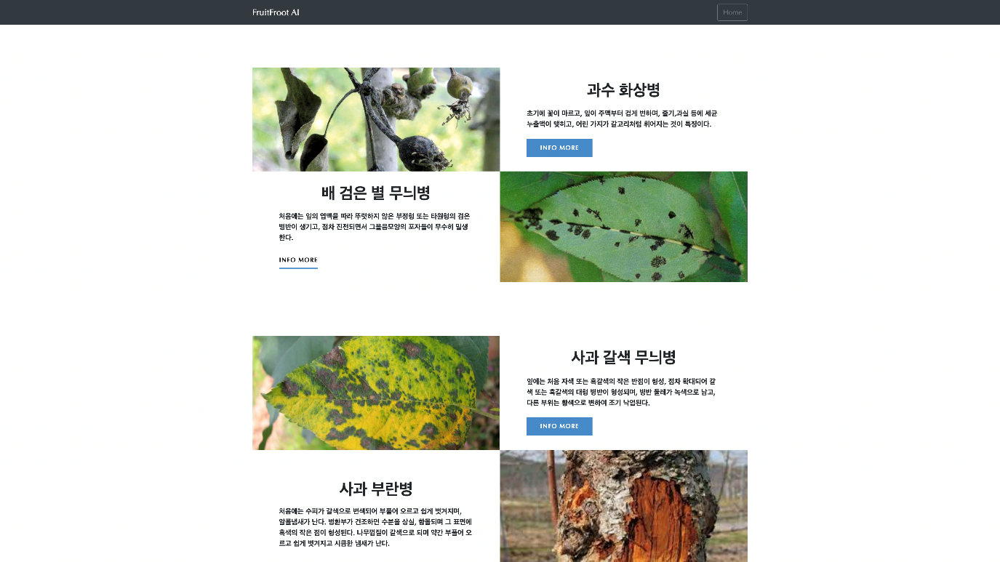 FruitFroot AI
Home
과수 화상병
초기에 꽃이 마르고, 잎이 주맥부터 검게 변하며, 줄기,과실 등에 세균
누출액이 맺히고, 어린 가지가 갈고리처럼 휘어지는 것이 특징이다.
INFO MORE
배 검은 별 무늬병
처음에는 잎의 엽맥을 따라 뚜렷하지 않은 부정형 또는 타원형의 검은
병반이 생기고, 점차 진전되면서 그을음모양의 포자들이 무수히 밀생
한다.
INFO MORE
사과 갈색 무늬병
잎에는 처음 자색 또는 흑갈색의 작은 반점이 형성, 점차 확대되어 갈
색 또는 흑갈색의 대형 병반이 형성되며, 병반 둘레가 녹색으로 남고,
다른 부위는 황색으로 변하여 조기 낙엽된다.
INFO MORE
사과 부란병
처음에는 수피가 갈색으로 변색되어 부풀어 오르고 쉽게 벗겨지며,
알콜냄새가 난다. 병환부가 건조하면 수분을 상실, 함몰되며 그 표면에
흑색의 작은 점이 형성된다. 나무껍질이 갈색으로 되며 약간 부풀어 오
르고 쉽게 벗겨지고 시큼한 냄새가 난다.